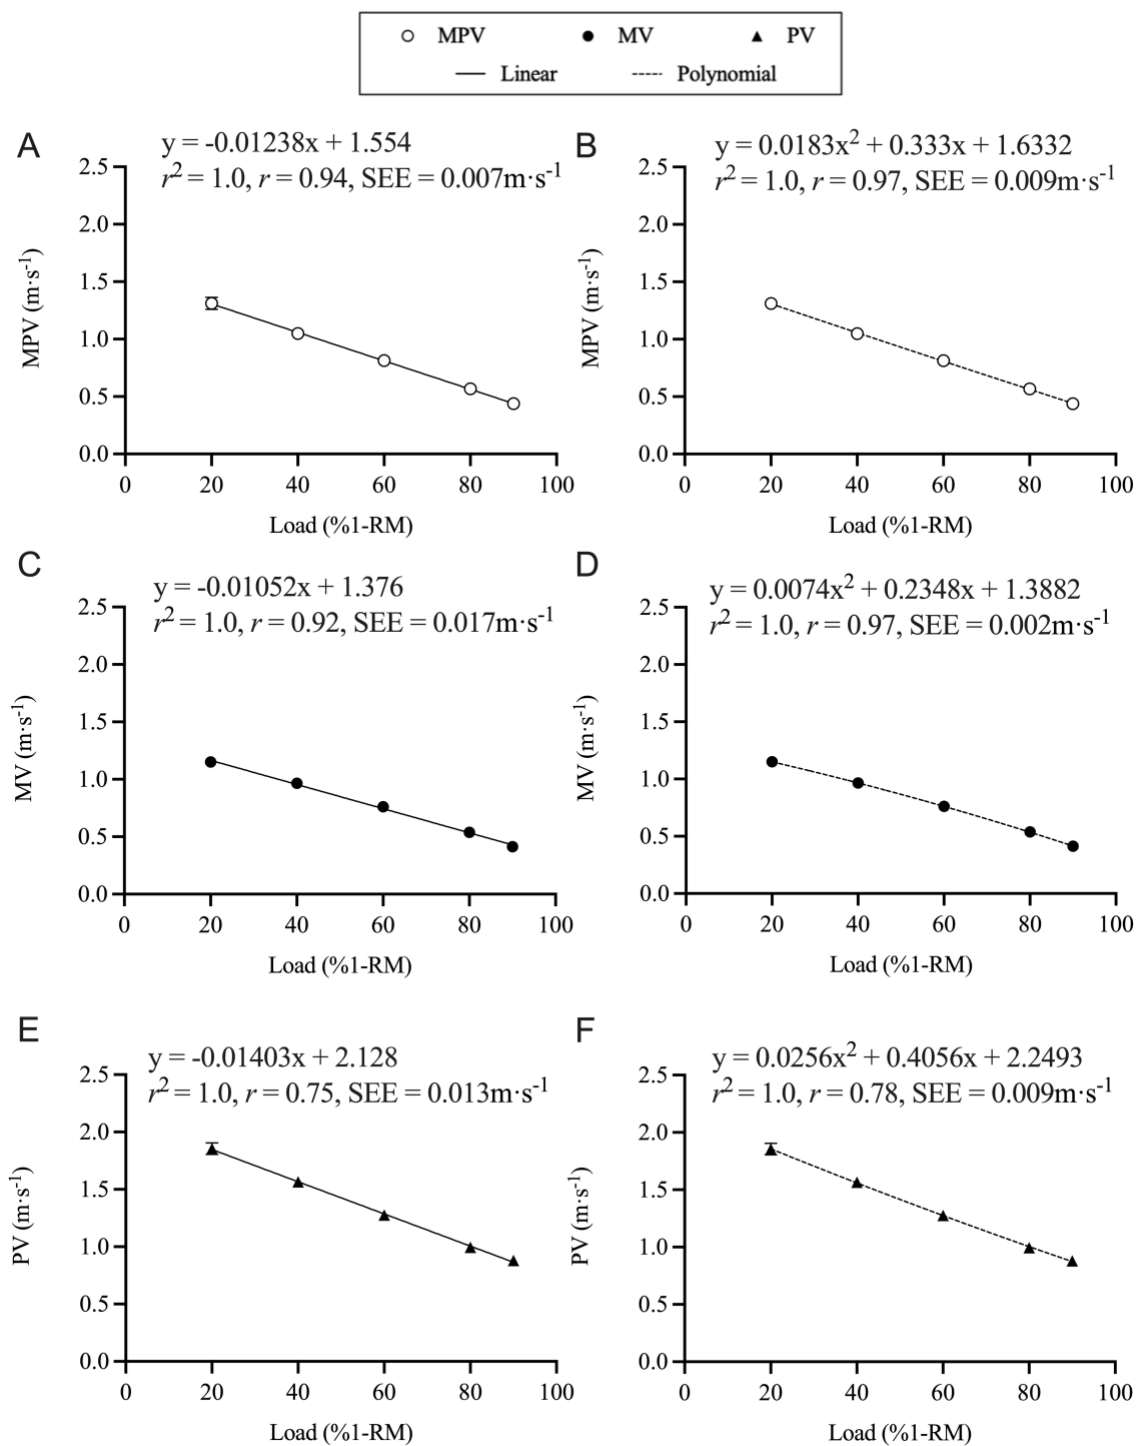 MPV MV PV
Linear Polynomial
A
y = -0.01238x + 1.554
r² = 1.0, r = 0.94, SEE = 0.007m·s⁻¹
2.5
2.0
1.5
1.0
0.5
0.0
0 20 40 60 80 100
MPV (m·s⁻¹)
Load (%1-RM)
B
y = 0.0183x² + 0.333x + 1.6332
r² = 1.0, r = 0.97, SEE = 0.009m·s⁻¹
2.5
2.0
1.5
1.0
0.5
0.0
0 20 40 60 80 100
MPV (m·s⁻¹)
Load (%1-RM)
C
y = -0.01052x + 1.376
r² = 1.0, r = 0.92, SEE = 0.017m·s⁻¹
2.5
2.0
1.5
1.0
0.5
0.0
0 20 40 60 80 100
MV (m·s⁻¹)
Load (%1-RM)
D
y = 0.0074x² + 0.2348x + 1.3882
r² = 1.0, r = 0.97, SEE = 0.002m·s⁻¹
2.5
2.0
1.5
1.0
0.5
0.0
0 20 40 60 80 100
MV (m·s⁻¹)
Load (%1-RM)
E
y = -0.01403x + 2.128
r² = 1.0, r = 0.75, SEE = 0.013m·s⁻¹
2.5
2.0
1.5
1.0
0.5
0.0
0 20 40 60 80 100
PV (m·s⁻¹)
Load (%1-RM)
F
y = 0.0256x² + 0.4056x + 2.2493
r² = 1.0, r = 0.78, SEE = 0.009m·s⁻¹
2.5
2.0
1.5
1.0
0.5
0.0
0 20 40 60 80 100
PV (m·s⁻¹)
Load (%1-RM)